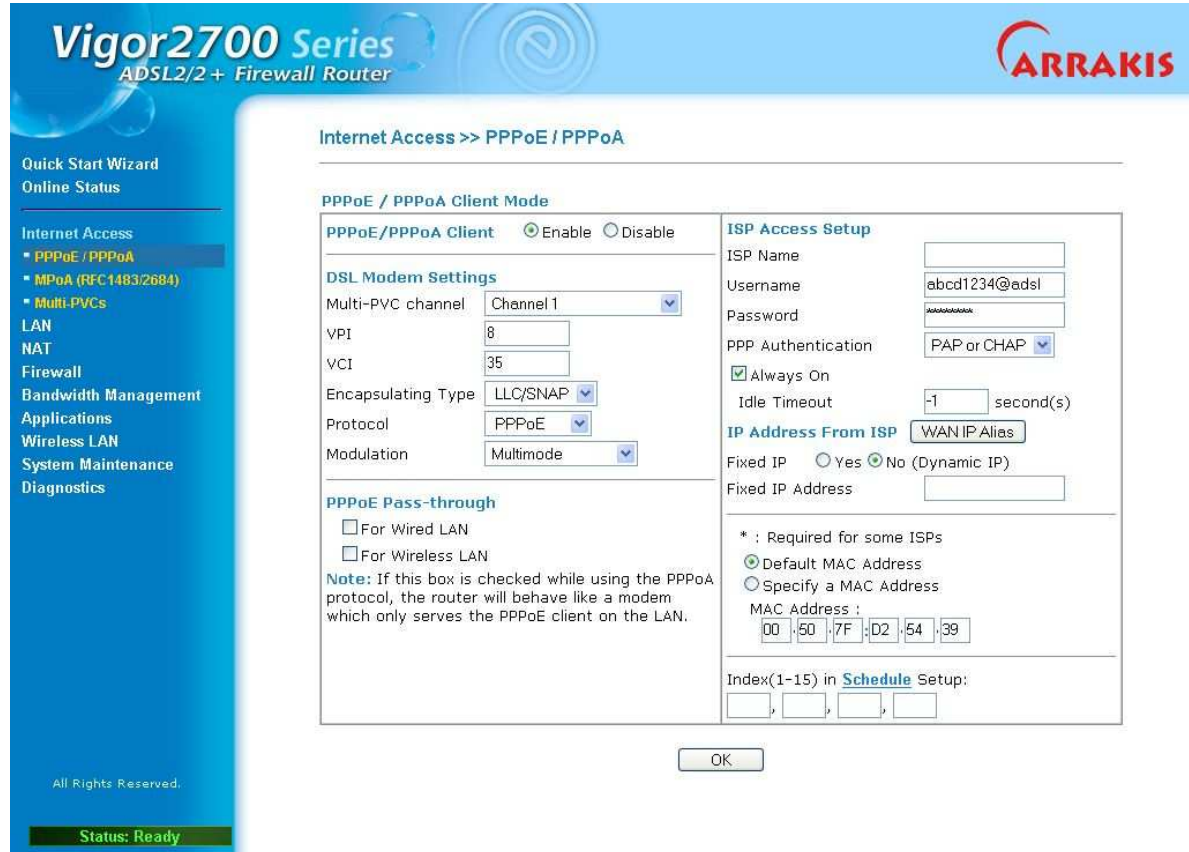 Vigor2700 Series
ADSL2/2+ Firewall Router
ARRAKIS
Quick Start Wizard
Online Status
Internet Access
PPPoE / PPPoA
MPoA (RFC1483/2684)
Multi-PVCs
LAN
NAT
Firewall
Bandwidth Management
Applications
Wireless LAN
System Maintenance
Diagnostics
All Rights Reserved.
Status: Ready
Internet Access >> PPPoE / PPPoA
PPPoE / PPPoA Client Mode
PPPoE/PPPoA Client Enable Disable
DSL Modem Settings
Multi-PVC channel Channel 1
VPI 8
VCI 35
Encapsulating Type LLC/SNAP
Protocol PPPoE
Modulation Multimode
PPPoE Pass-through
For Wired LAN
For Wireless LAN
Note: If this box is checked while using the PPPoA
protocol, the router will behave like a modem
which only serves the PPPoE client on the LAN.
ISP Access Setup
ISP Name
Username abcd1234@adsl
Password *********
PPP Authentication PAP or CHAP
Always On
Idle Timeout -1 second(s)
IP Address From ISP WAN IP Alias
Fixed IP Yes No (Dynamic IP)
Fixed IP Address
* : Required for some ISPs
Default MAC Address
Specify a MAC Address
MAC Address :
00 .50 .7F :D2 .54 .39
Index(1-15) in Schedule Setup:
, , ,
OK